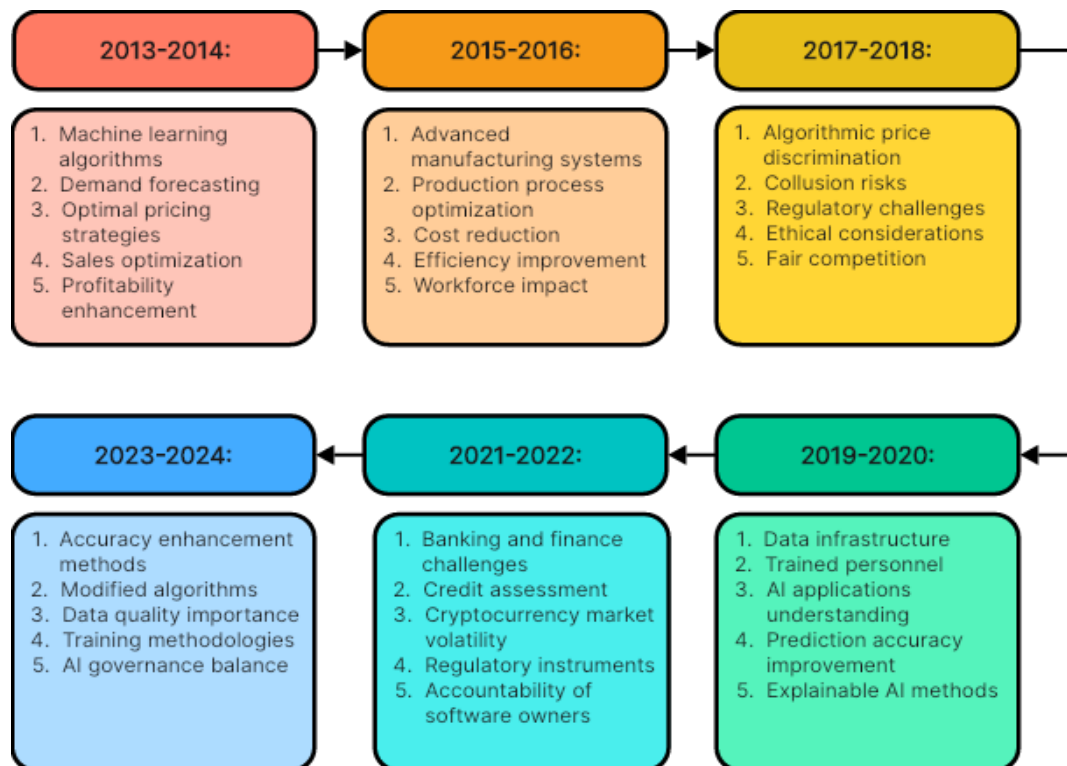 2013-2014:
1. Machine learning
algorithms
2. Demand forecasting
3. Optimal pricing
strategies
4. Sales optimization
5. Profitability
enhancement
2015-2016:
1. Advanced
manufacturing systems
2. Production process
optimization
3. Cost reduction
4. Efficiency improvement
5. Workforce impact
2017-2018:
1. Algorithmic price
discrimination
2. Collusion risks
3. Regulatory challenges
4. Ethical considerations
5. Fair competition
2019-2020:
1. Data infrastructure
2. Trained personnel
3. AI applications
understanding
4. Prediction accuracy
improvement
5. Explainable AI methods
2021-2022:
1. Banking and finance
challenges
2. Credit assessment
3. Cryptocurrency market
volatility
4. Regulatory instruments
5. Accountability of
software owners
2023-2024:
1. Accuracy enhancement
methods
2. Modified algorithms
3. Data quality importance
4. Training methodologies
5. AI governance balance